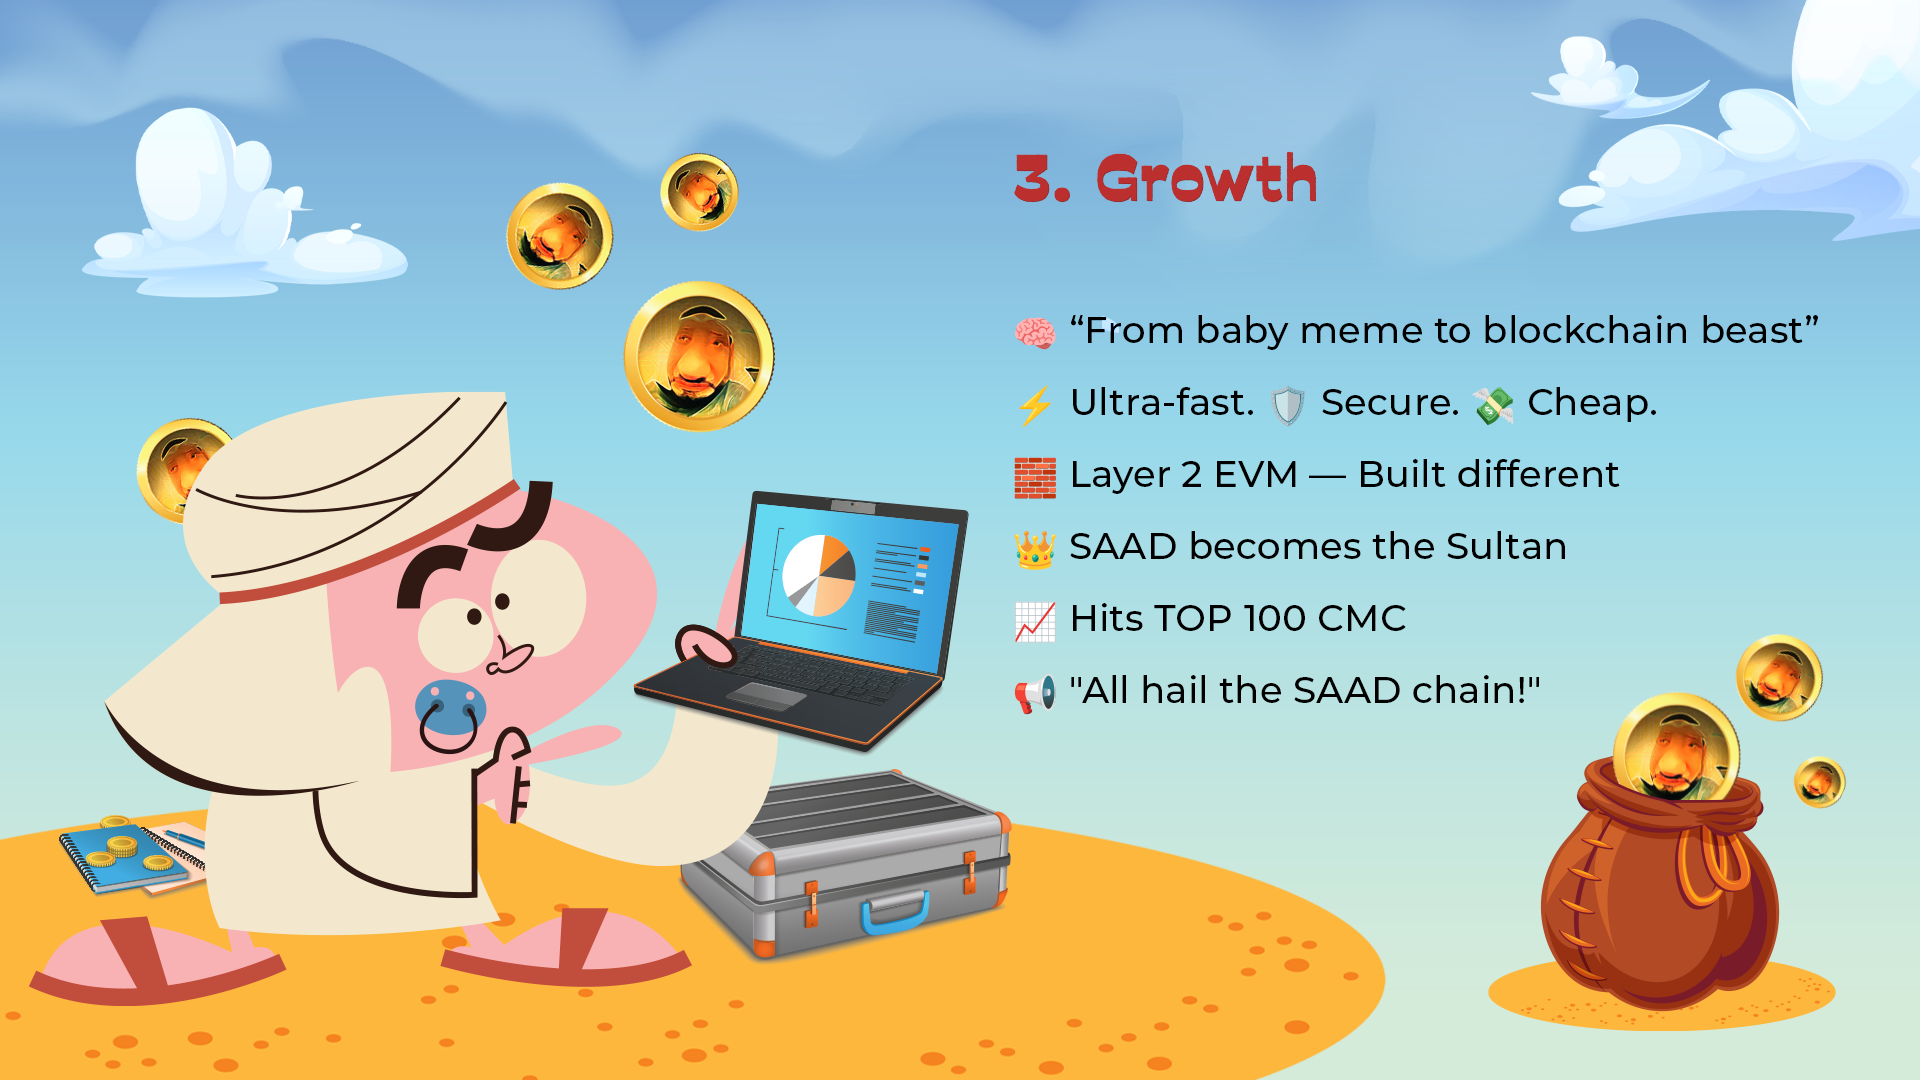 3. Growth
🧠 “From baby meme to blockchain beast”
⚡ Ultra-fast. 🛡️ Secure. 💸 Cheap.
🧱 Layer 2 EVM — Built different
👑 SAAD becomes the Sultan
📈 Hits TOP 100 CMC
📢 "All hail the SAAD chain!"